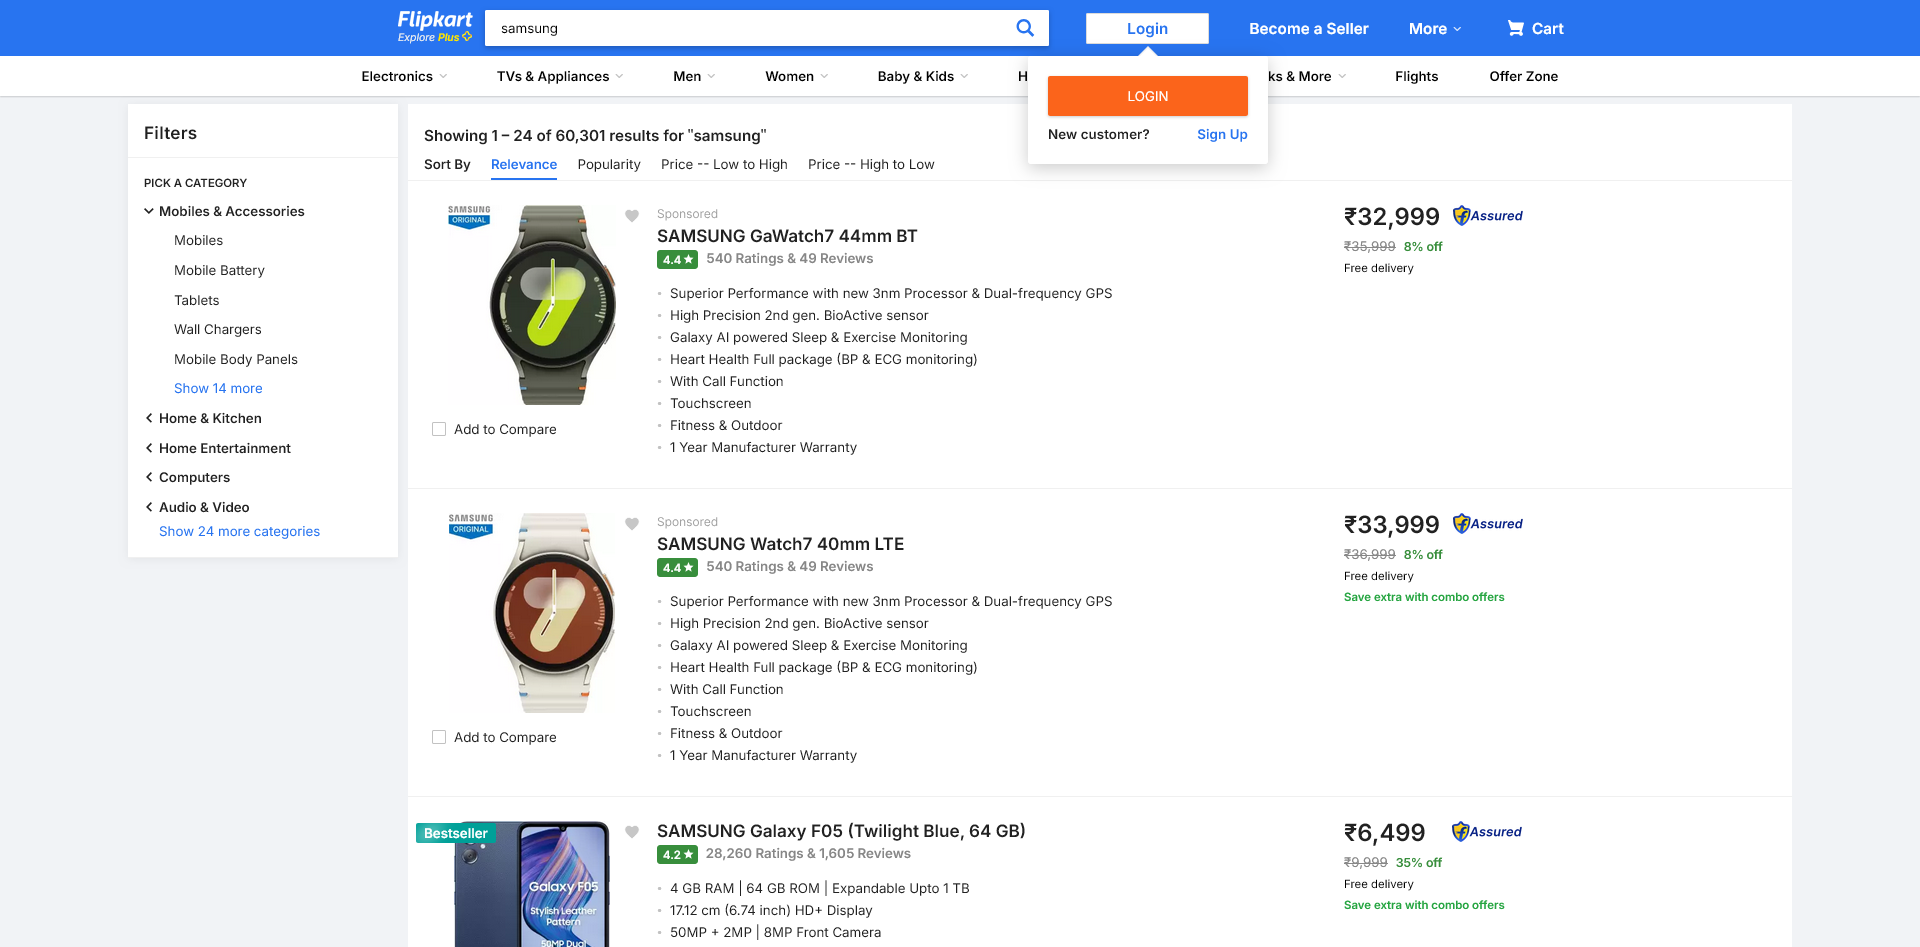 Flipkart
Explore Plus
samsung
Login
Become a Seller
More
Cart
Electronics
TVs & Appliances
Men
Women
Baby & Kids
H
ks & More
Flights
Offer Zone
LOGIN
New customer?
Sign Up
Filters
PICK A CATEGORY
Mobiles & Accessories
Mobiles
Mobile Battery
Tablets
Wall Chargers
Mobile Body Panels
Show 14 more
Home & Kitchen
Home Entertainment
Computers
Audio & Video
Show 24 more categories
Showing 1 – 24 of 60,301 results for "samsung"
Sort By
Relevance
Popularity
Price -- Low to High
Price -- High to Low
SAMSUNG
ORIGINAL
Add to Compare
Sponsored
SAMSUNG GaWatch7 44mm BT
4.4★ 540 Ratings & 49 Reviews
Superior Performance with new 3nm Processor & Dual-frequency GPS
High Precision 2nd gen. BioActive sensor
Galaxy AI powered Sleep & Exercise Monitoring
Heart Health Full package (BP & ECG monitoring)
With Call Function
Touchscreen
Fitness & Outdoor
1 Year Manufacturer Warranty
₹32,999
Assured
₹35,999 8% off
Free delivery
SAMSUNG
ORIGINAL
Add to Compare
Sponsored
SAMSUNG Watch7 40mm LTE
4.4★ 540 Ratings & 49 Reviews
Superior Performance with new 3nm Processor & Dual-frequency GPS
High Precision 2nd gen. BioActive sensor
Galaxy AI powered Sleep & Exercise Monitoring
Heart Health Full package (BP & ECG monitoring)
With Call Function
Touchscreen
Fitness & Outdoor
1 Year Manufacturer Warranty
₹33,999
Assured
₹36,999 8% off
Free delivery
Save extra with combo offers
Bestseller
Galaxy F05
Stylish Leather
Pattern
50MP Dual
SAMSUNG Galaxy F05 (Twilight Blue, 64 GB)
4.2★ 28,260 Ratings & 1,605 Reviews
4 GB RAM | 64 GB ROM | Expandable Upto 1 TB
17.12 cm (6.74 inch) HD+ Display
50MP + 2MP | 8MP Front Camera
₹6,499
Assured
₹9,999 35% off
Free delivery
Save extra with combo offers